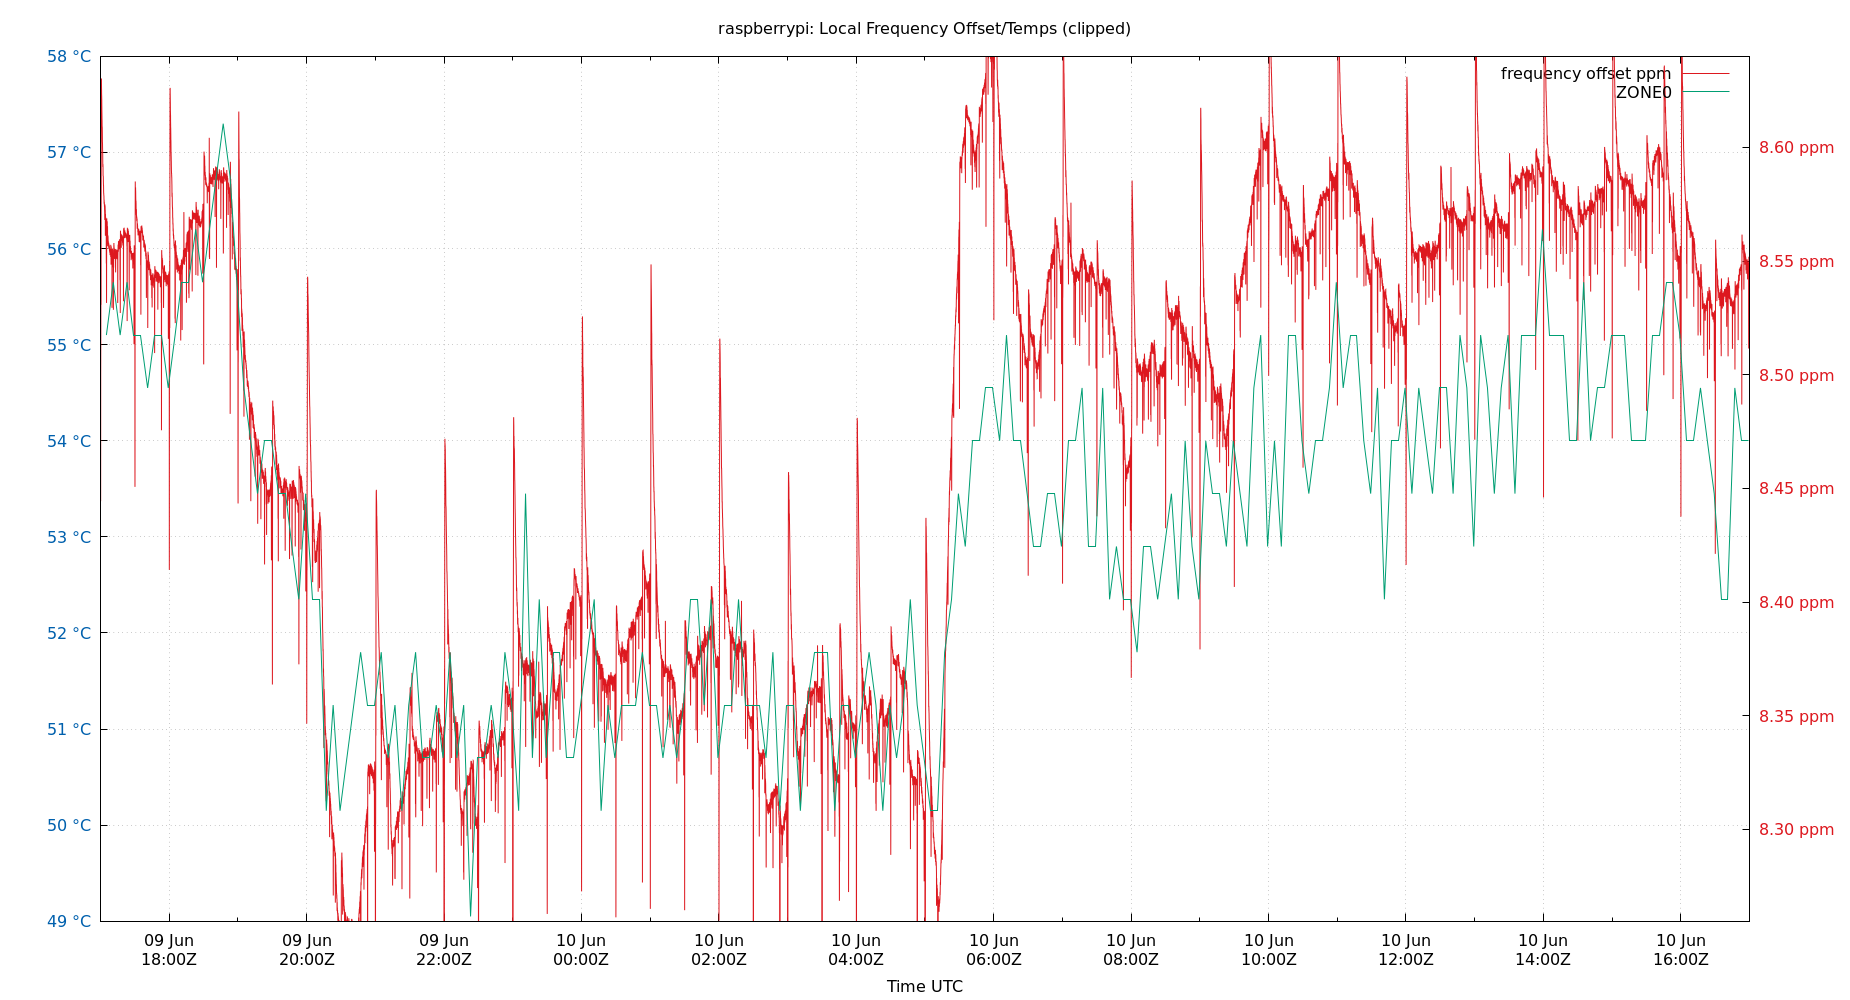 raspberrypi: Local Frequency Offset/Temps (clipped)
58 °C
57 °C
56 °C
55 °C
54 °C
53 °C
52 °C
51 °C
50 °C
49 °C
frequency offset ppm
ZONE0
8.60 ppm
8.55 ppm
8.50 ppm
8.45 ppm
8.40 ppm
8.35 ppm
8.30 ppm
09 Jun 09 Jun 09 Jun 10 Jun 10 Jun 10 Jun 10 Jun 10 Jun 10 Jun 10 Jun 10 Jun 10 Jun
18:00Z 20:00Z 22:00Z 00:00Z 02:00Z 04:00Z 06:00Z 08:00Z 10:00Z 12:00Z 14:00Z 16:00Z
Time UTC